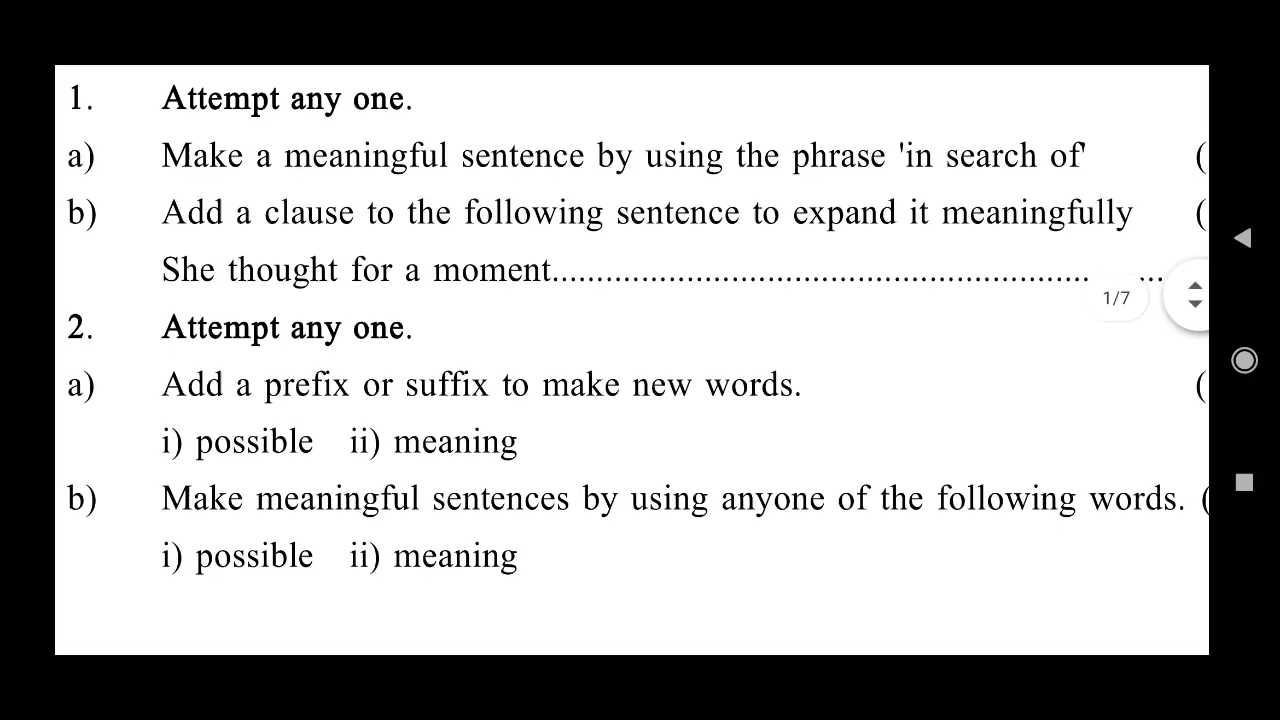 1. Attempt any one.
a) Make a meaningful sentence by using the phrase 'in search of' (
b) Add a clause to the following sentence to expand it meaningfully (
She thought for a moment....................................................................
1/7
2. Attempt any one.
a) Add a prefix or suffix to make new words. (
i) possible ii) meaning
b) Make meaningful sentences by using anyone of the following words. (
i) possible ii) meaning